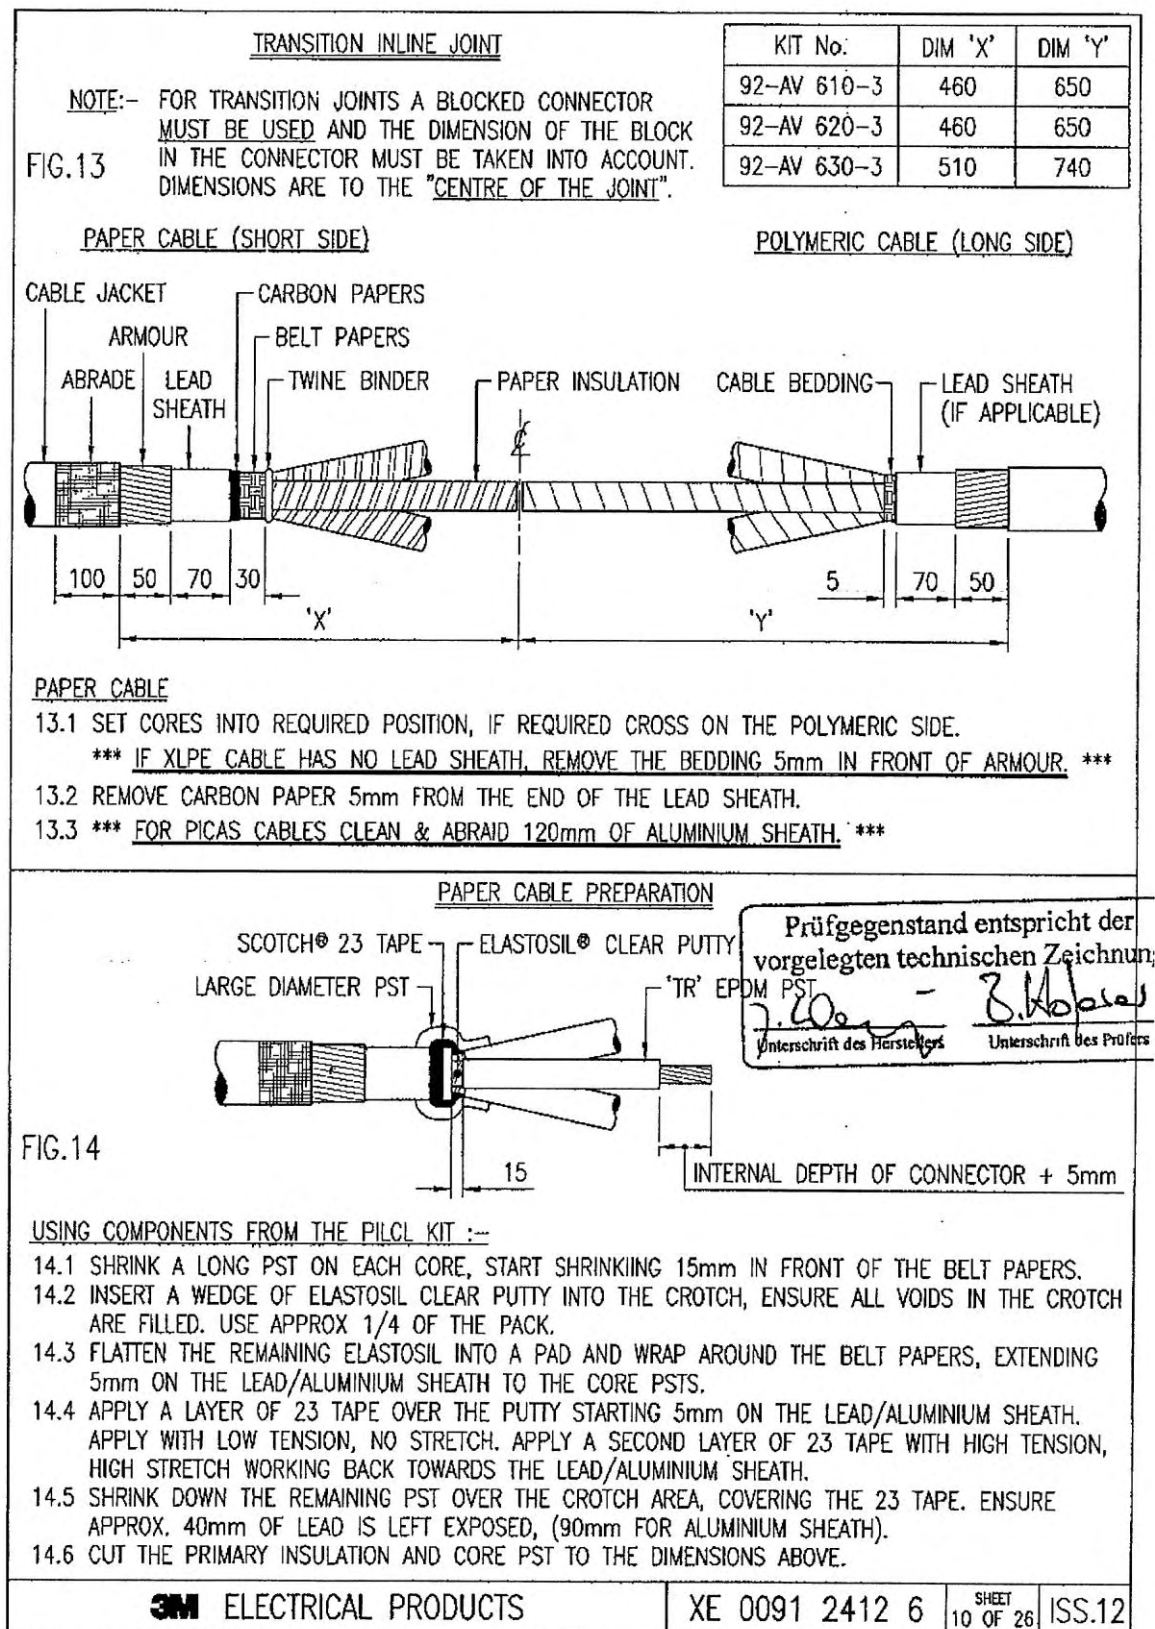 TRANSITION INLINE JOINT
KIT No. DIM 'X' DIM 'Y'
92-AV 610-3 460 650
92-AV 620-3 460 650
92-AV 630-3 510 740
NOTE:- FOR TRANSITION JOINTS A BLOCKED CONNECTOR
MUST BE USED AND THE DIMENSION OF THE BLOCK
IN THE CONNECTOR MUST BE TAKEN INTO ACCOUNT.
DIMENSIONS ARE TO THE "CENTRE OF THE JOINT".
FIG.13
PAPER CABLE (SHORT SIDE)
POLYMERIC CABLE (LONG SIDE)
CABLE JACKET
CARBON PAPERS
ARMOUR
BELT PAPERS
ABRADE
LEAD
SHEATH
TWINE BINDER
PAPER INSULATION
CABLE BEDDING
LEAD SHEATH
(IF APPLICABLE)
100 50 70 30
5 70 50
'X'
'Y'
PAPER CABLE
13.1 SET CORES INTO REQUIRED POSITION, IF REQUIRED CROSS ON THE POLYMERIC SIDE.
*** IF XLPE CABLE HAS NO LEAD SHEATH, REMOVE THE BEDDING 5mm IN FRONT OF ARMOUR. ***
13.2 REMOVE CARBON PAPER 5mm FROM THE END OF THE LEAD SHEATH.
13.3 *** FOR PICAS CABLES CLEAN & ABRAID 120mm OF ALUMINIUM SHEATH. ***
PAPER CABLE PREPARATION
Prüfgegenstand entspricht der
vorgelegten technischen Zeichnun
Unterschrift des Herstellers Unterschrift des Prüfers
SCOTCH® 23 TAPE
ELASTOSIL® CLEAR PUTTY
LARGE DIAMETER PST
'TR' EPDM PST
FIG.14
15
INTERNAL DEPTH OF CONNECTOR + 5mm
USING COMPONENTS FROM THE PILCL KIT :-
14.1 SHRINK A LONG PST ON EACH CORE, START SHRINKIING 15mm IN FRONT OF THE BELT PAPERS.
14.2 INSERT A WEDGE OF ELASTOSIL CLEAR PUTTY INTO THE CROTCH, ENSURE ALL VOIDS IN THE CROTCH
ARE FILLED. USE APPROX 1/4 OF THE PACK.
14.3 FLATTEN THE REMAINING ELASTOSIL INTO A PAD AND WRAP AROUND THE BELT PAPERS, EXTENDING
5mm ON THE LEAD/ALUMINIUM SHEATH TO THE CORE PSTS.
14.4 APPLY A LAYER OF 23 TAPE OVER THE PUTTY STARTING 5mm ON THE LEAD/ALUMINIUM SHEATH.
APPLY WITH LOW TENSION, NO STRETCH. APPLY A SECOND LAYER OF 23 TAPE WITH HIGH TENSION,
HIGH STRETCH WORKING BACK TOWARDS THE LEAD/ALUMINIUM SHEATH.
14.5 SHRINK DOWN THE REMAINING PST OVER THE CROTCH AREA, COVERING THE 23 TAPE. ENSURE
APPROX. 40mm OF LEAD IS LEFT EXPOSED, (90mm FOR ALUMINIUM SHEATH).
14.6 CUT THE PRIMARY INSULATION AND CORE PST TO THE DIMENSIONS ABOVE.
3M ELECTRICAL PRODUCTS
XE 0091 2412 6
SHEET
10 OF 26
ISS.12